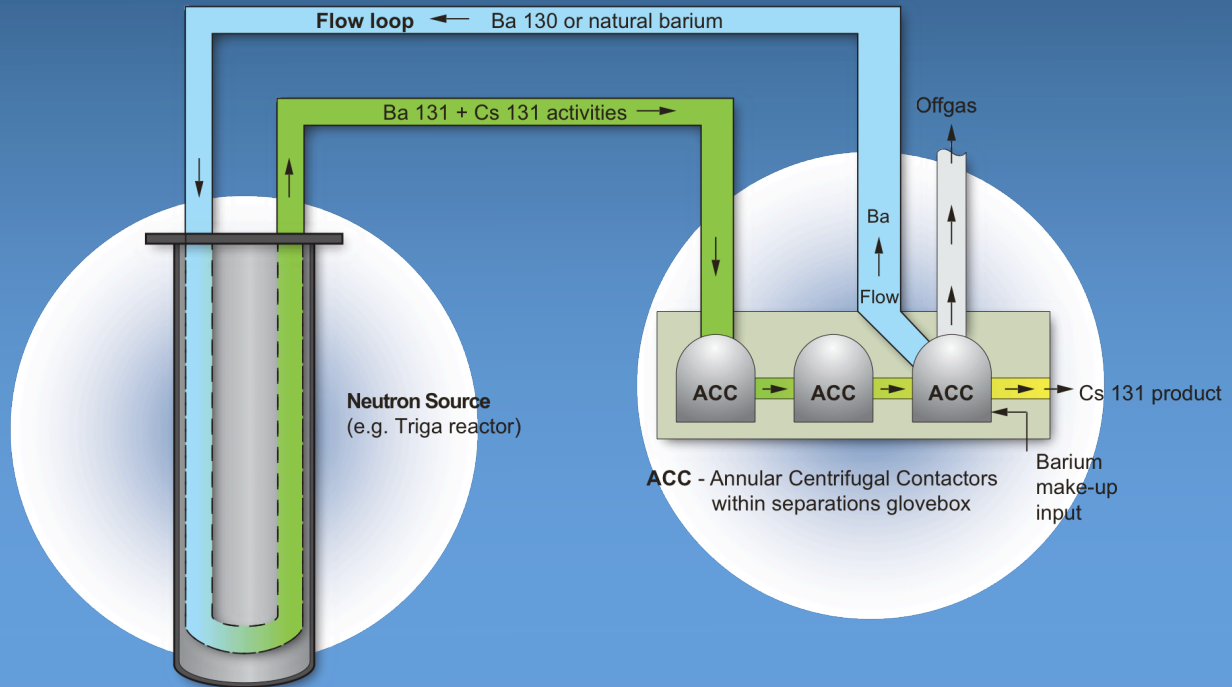 Flow loop Ba 130 or natural barium
Ba 131 + Cs 131 activities
Offgas
Ba
Flow
Neutron Source
(e.g. Triga reactor)
ACC ACC ACC
Cs 131 product
ACC - Annular Centrifugal Contactors
within separations glovebox
Barium
make-up
input